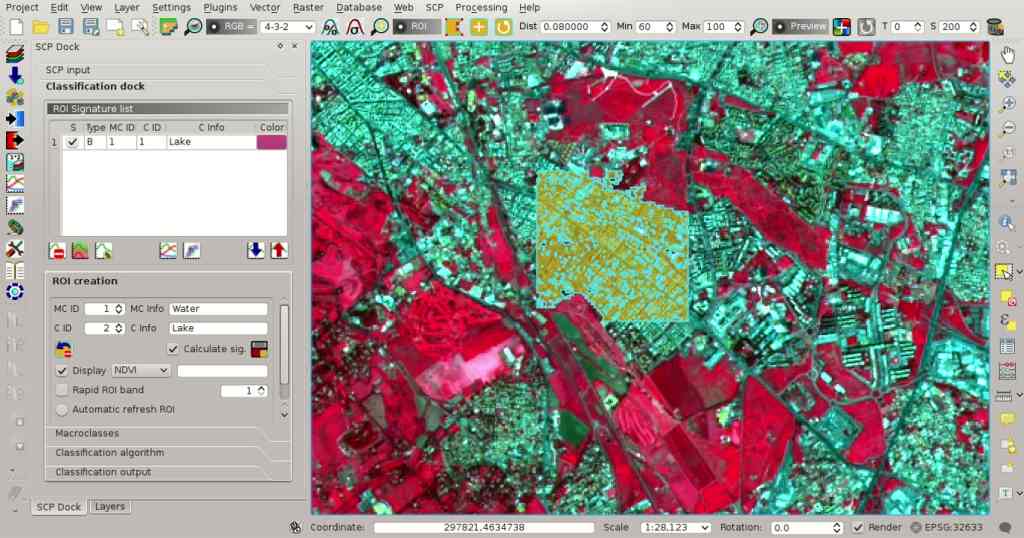 Project Edit View Layer Settings Plugins Vector Raster Database Web SCP Processing Help
RGB = 4-3-2 ROI Dist 0.080000 Min 60 Max 100 Preview T 0 S 200
SCP Dock
SCP input
Classification dock
ROI Signature list
S Type MC ID C ID C Info Color
1 B 1 1 Lake
ROI creation
MC ID 1 MC Info Water
C ID 2 C Info Lake
Calculate sig.
Display NDVI
Rapid ROI band 1
Automatic refresh ROI
Macroclasses
Classification algorithm
Classification output
SCP Dock Layers
Coordinate: 297821,4634738 Scale 1:28,123 Rotation: 0.0 Render EPSG:32633